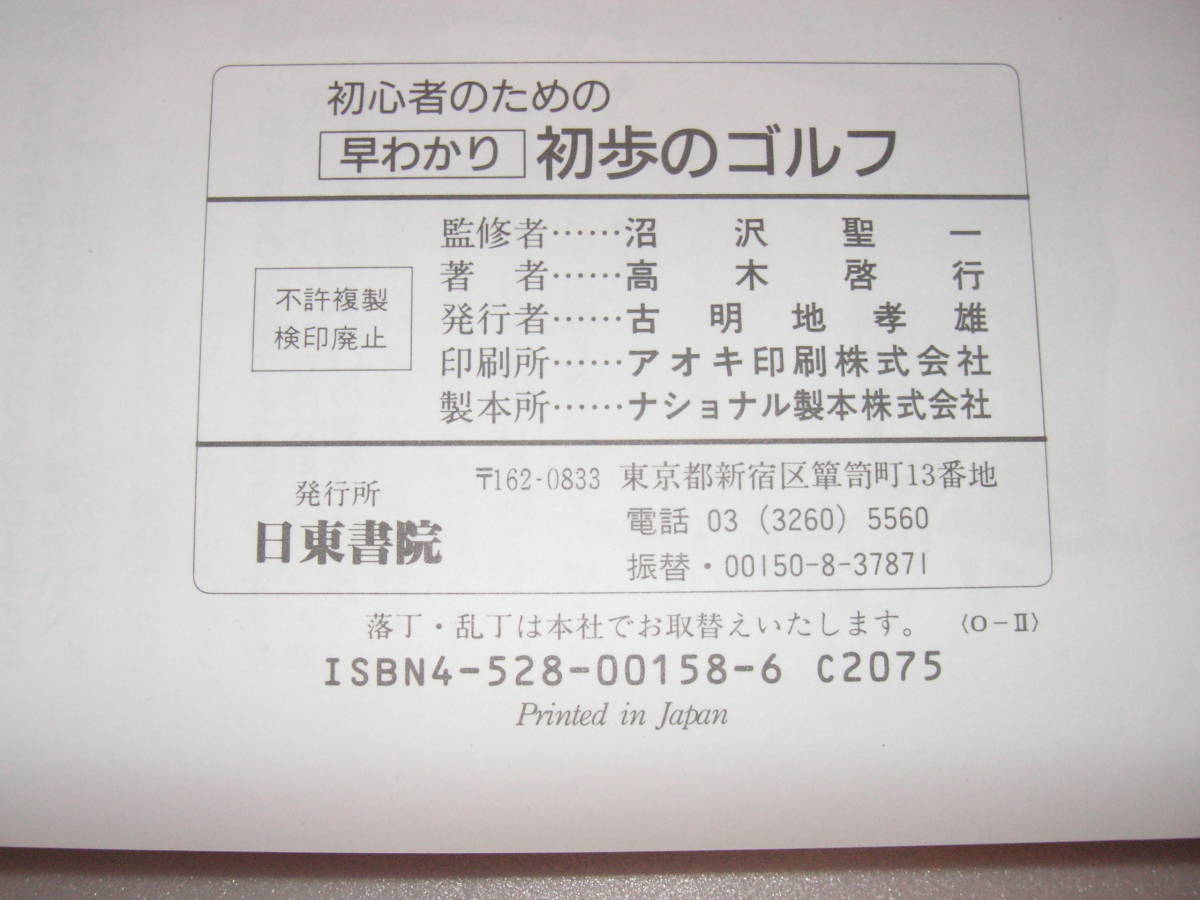 初心者のための
早わかり 初歩のゴルフ
不許複製
検印廃止
監修者……沼沢聖一
著者……高木啓行
発行者……古明地孝雄
印刷所……アオキ印刷株式会社
製本所……ナショナル製本株式会社
発行所
日東書院
〒162-0833 東京都新宿区簞笥町13番地
電話 03 (3260) 5560
振替・00150-8-37871
落丁・乱丁は本社でお取替えいたします。 〈O-Ⅱ〉
ISBN4-528-00158-6 C2075
Printed in Japan